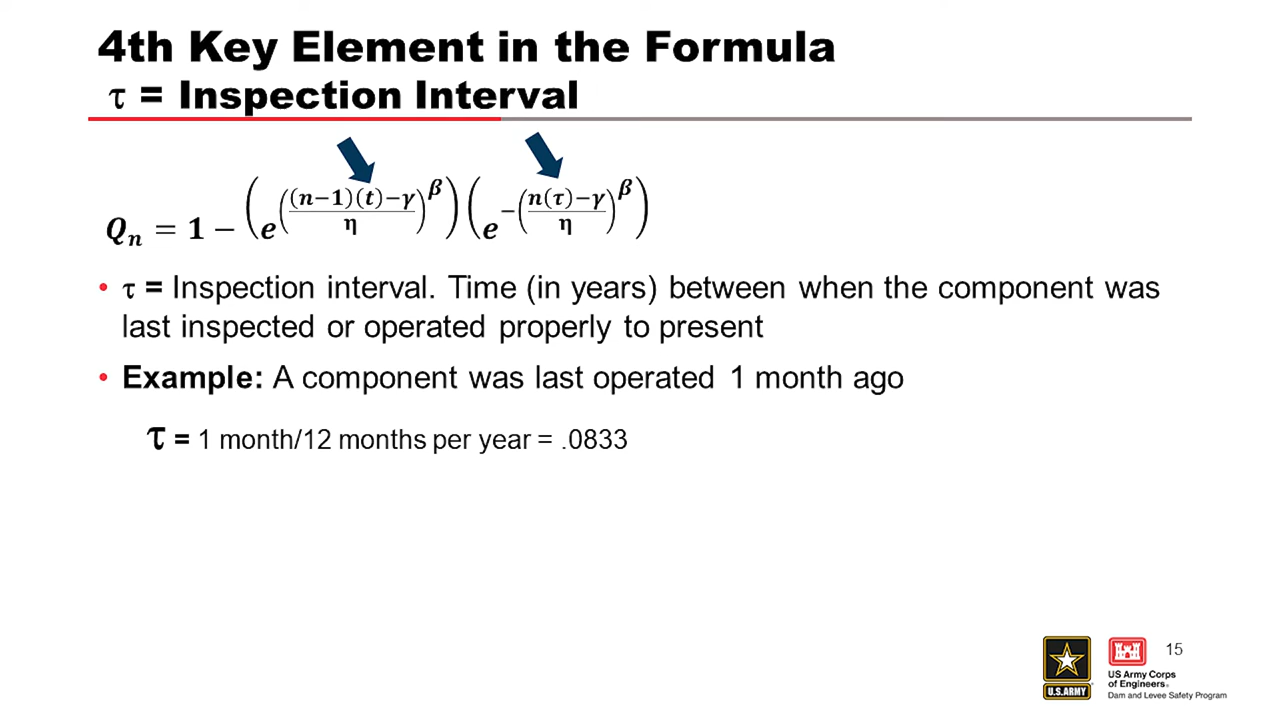 4th Key Element in the Formula
τ = Inspection Interval
Qₙ = 1 − (e^(((n−1)(t)−γ)/η)^β)(e^−((n(τ)−γ)/η)^β)
• τ = Inspection interval. Time (in years) between when the component was
last inspected or operated properly to present
• Example: A component was last operated 1 month ago
τ = 1 month/12 months per year = .0833
15
U.S.ARMY
US Army Corps
of Engineers®
Dam and Levee Safety Program